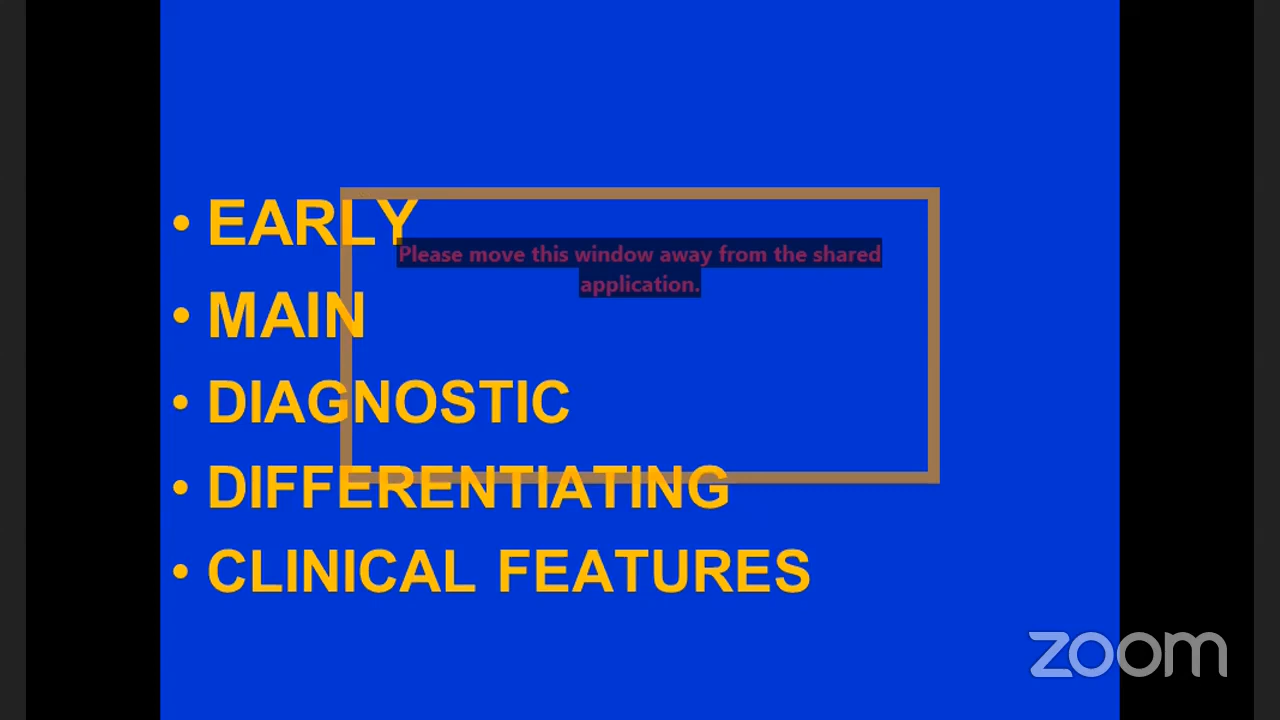 • EARLY
Please move this window away from the shared
application.
• MAIN
• DIAGNOSTIC
• DIFFERENTIATING
• CLINICAL FEATURES
zoom